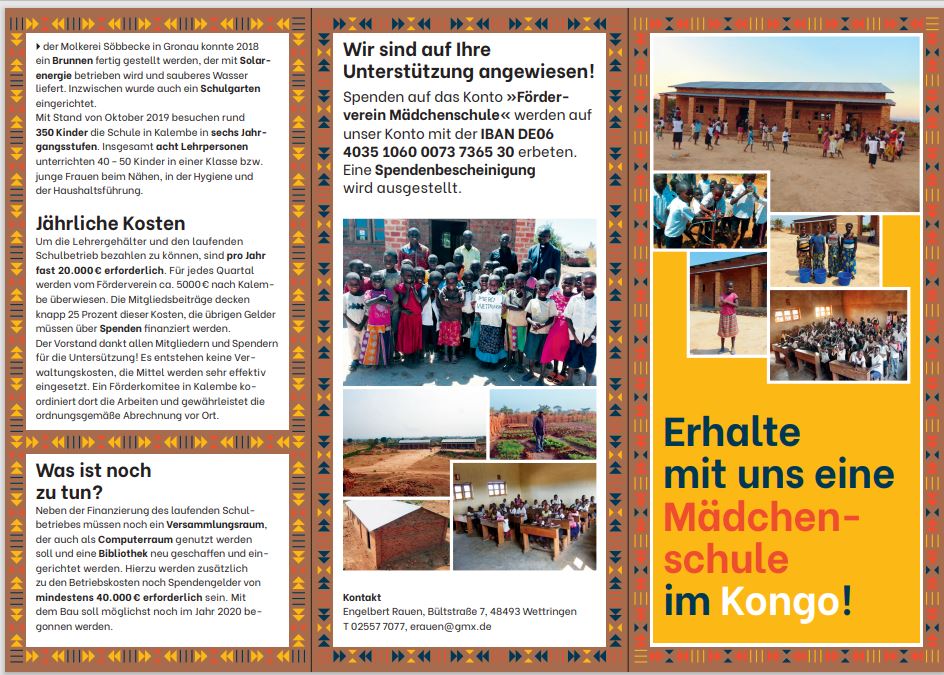 der Molkerei Söbbecke in Gronau konnte 2018
ein Brunnen fertig gestellt werden, der mit Solar-
energie betrieben wird und sauberes Wasser
liefert. Inzwischen wurde auch ein Schulgarten
eingerichtet.
Mit Stand von Oktober 2019 besuchen rund
350 Kinder die Schule in Kalembe in sechs Jahr-
gangsstufen. Insgesamt acht Lehrpersonen
unterrichten 40 – 50 Kinder in einer Klasse bzw.
junge Frauen beim Nähen, in der Hygiene und
der Haushaltsführung.
Jährliche Kosten
Um die Lehrergehälter und den laufenden
Schulbetrieb bezahlen zu können, sind pro Jahr
fast 20.000 € erforderlich. Für jedes Quartal
werden vom Förderverein ca. 5000 € nach Kalem-
be überwiesen. Die Mitgliedsbeiträge decken
knapp 25 Prozent dieser Kosten, die übrigen Gelder
müssen über Spenden finanziert werden.
Der Vorstand dankt allen Mitgliedern und Spendern
für die Untersützung! Es entstehen keine Ver-
waltungskosten, die Mittel werden sehr effektiv
eingesetzt. Ein Förderkomitee in Kalembe ko-
ordiniert dort die Arbeiten und gewährleistet die
ordnungsgemäße Abrechnung vor Ort.
Was ist noch
zu tun?
Neben der Finanzierung des laufenden Schul-
betriebes müssen noch ein Versammlungsraum,
der auch als Computerraum genutzt werden
soll und eine Bibliothek neu geschaffen und ein-
gerichtet werden. Hierzu werden zusätzlich
zu den Betriebskosten noch Spendengelder von
mindestens 40.000 € erforderlich sein. Mit
dem Bau soll möglichst noch im Jahr 2020 be-
gonnen werden.
Wir sind auf Ihre
Unterstützung angewiesen!
Spenden auf das Konto »Förder-
verein Mädchenschule« werden auf
unser Konto mit der IBAN DE06
4035 1060 0073 7365 30 erbeten.
Eine Spendenbescheinigung
wird ausgestellt.
MERCI
WETTRINGEN
Kontakt
Engelbert Rauen, Bültstraße 7, 48493 Wettringen
T 02557 7077, erauen@gmx.de
Erhalte
mit uns eine
Mädchen-
schule
im Kongo!